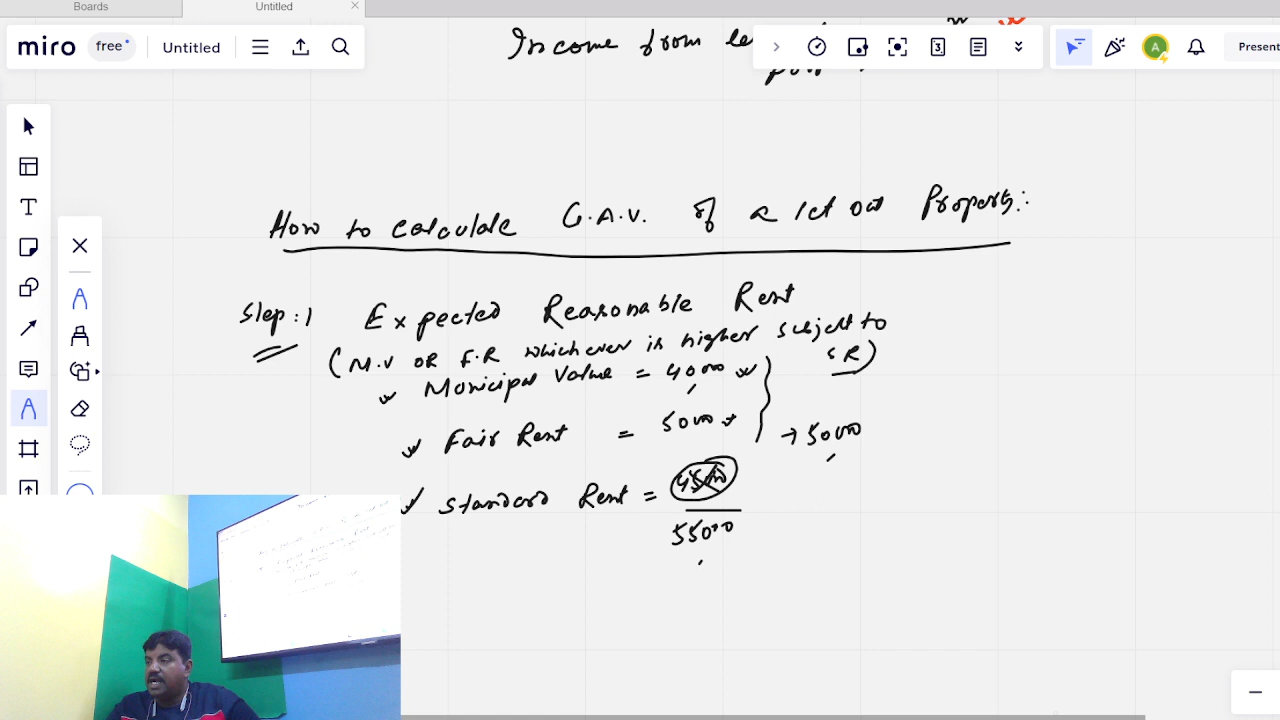 Boards Untitled
miro free Untitled 3 A Present
Income from le
How to calculate G.A.V. of a let out Property:
Step:1 Expected Reasonable Rent
(M.V OR F.R whichever is higher subject to SR)
Municipal Value = 40000
Fair Rent = 50000 → 50000
Standard Rent = 45000
55000